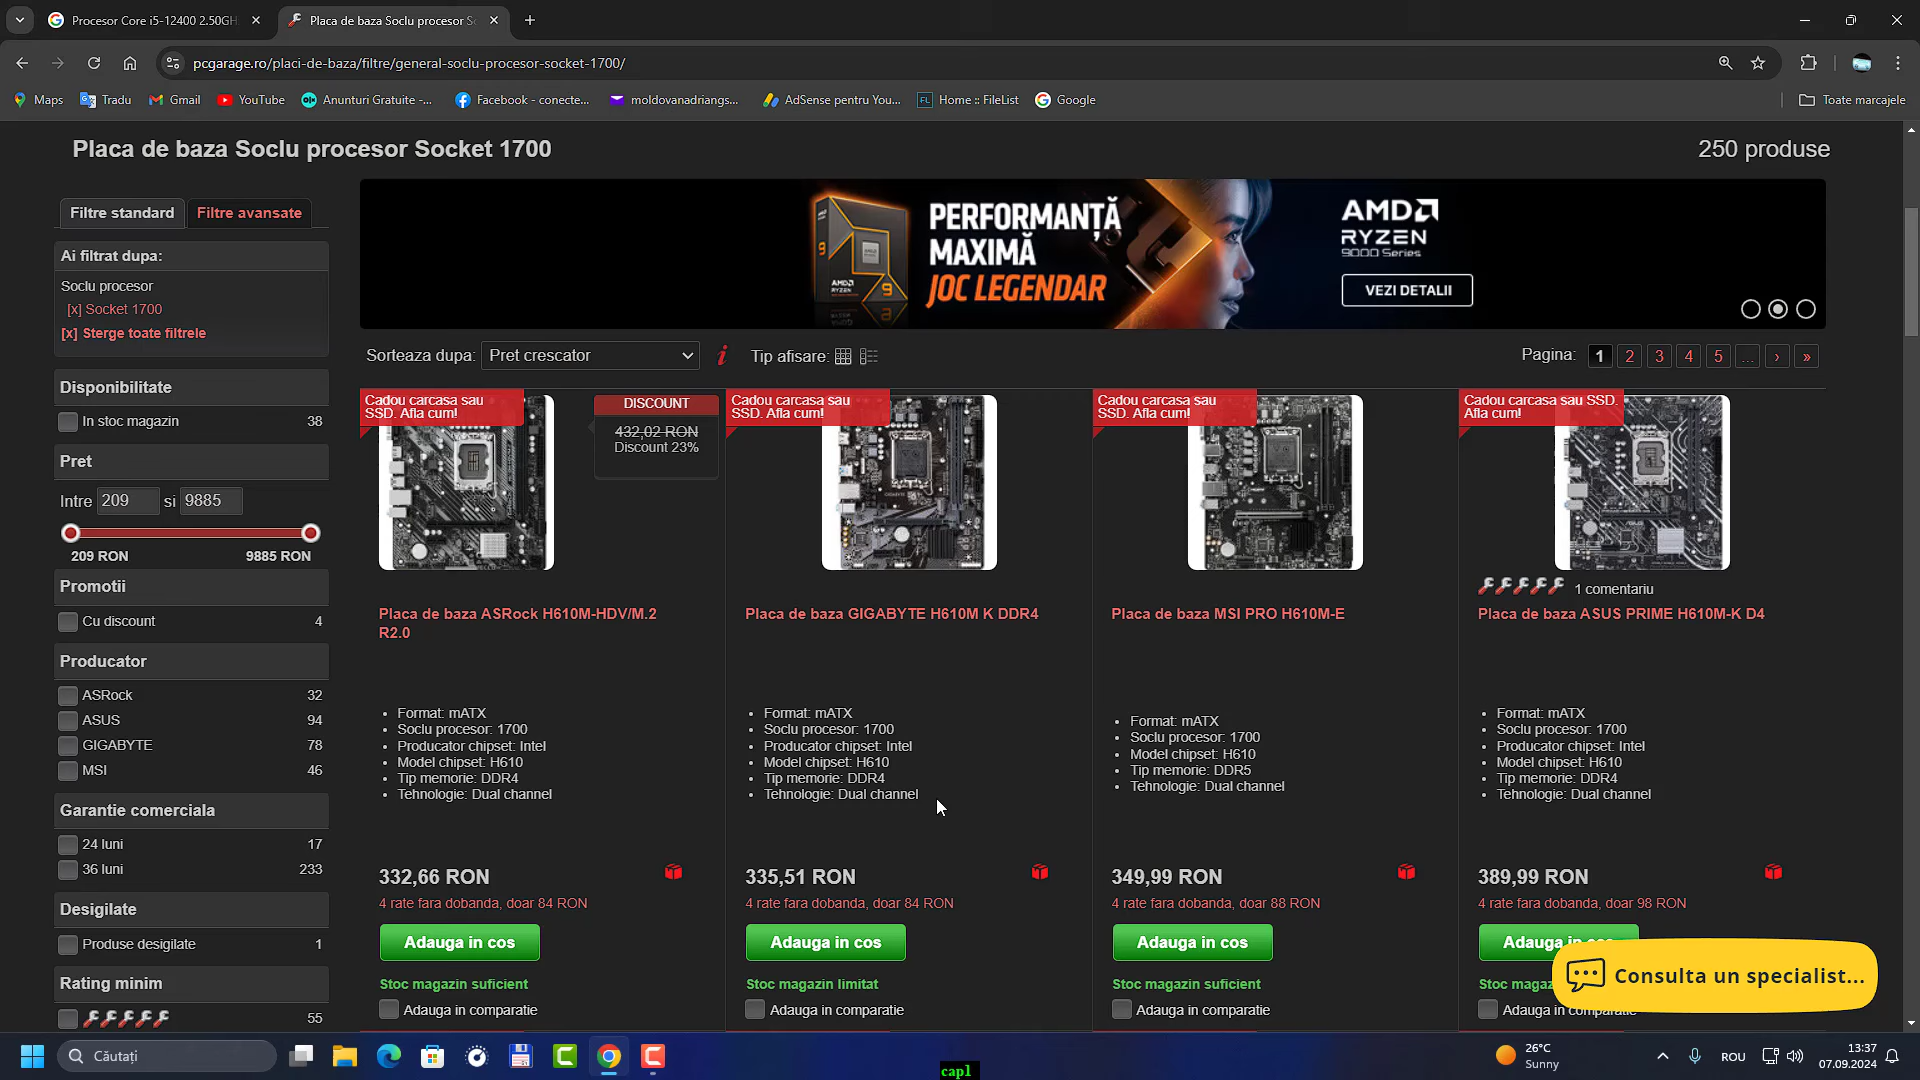 Procesor Core i5-12400 2.50GH
Placa de baza Soclu procesor S
pcgarage.ro/placi-de-baza/filtre/general-soclu-procesor-socket-1700/
Maps
Tradu
Gmail
YouTube
Anunturi Gratuite -...
Facebook - conecte...
moldovanadriangs...
AdSense pentru You...
FL Home :: FileList
Google
Toate marcajele
Placa de baza Soclu procesor Socket 1700
250 produse
Filtre standard
Filtre avansate
Ai filtrat dupa:
Soclu procesor
[x] Socket 1700
[x] Sterge toate filtrele
Disponibilitate
In stoc magazin 38
Pret
Intre 209 si 9885
209 RON 9885 RON
Promotii
Cu discount 4
Producator
ASRock 32
ASUS 94
GIGABYTE 78
MSI 46
Garantie comerciala
24 luni 17
36 luni 233
Desigilate
Produse desigilate 1
Rating minim
55
AMD
RYZEN
9
PERFORMANȚĂ
MAXIMĂ
JOC LEGENDAR
AMD
RYZEN
9000 Series
VEZI DETALII
Sorteaza dupa: Pret crescator
i
Tip afisare:
Pagina: 1 2 3 4 5 ... › »
Cadou carcasa sau
SSD. Afla cum!
DISCOUNT
432,02 RON
Discount 23%
Placa de baza ASRock H610M-HDV/M.2
R2.0
• Format: mATX
• Soclu procesor: 1700
• Producator chipset: Intel
• Model chipset: H610
• Tip memorie: DDR4
• Tehnologie: Dual channel
332,66 RON
4 rate fara dobanda, doar 84 RON
Adauga in cos
Stoc magazin suficient
Adauga in comparatie
Cadou carcasa sau
SSD. Afla cum!
Placa de baza GIGABYTE H610M K DDR4
• Format: mATX
• Soclu procesor: 1700
• Producator chipset: Intel
• Model chipset: H610
• Tip memorie: DDR4
• Tehnologie: Dual channel
335,51 RON
4 rate fara dobanda, doar 84 RON
Adauga in cos
Stoc magazin limitat
Adauga in comparatie
Cadou carcasa sau
SSD. Afla cum!
Placa de baza MSI PRO H610M-E
• Format: mATX
• Soclu procesor: 1700
• Model chipset: H610
• Tip memorie: DDR5
• Tehnologie: Dual channel
349,99 RON
4 rate fara dobanda, doar 88 RON
Adauga in cos
Stoc magazin suficient
Adauga in comparatie
Cadou carcasa sau SSD.
Afla cum!
1 comentariu
Placa de baza ASUS PRIME H610M-K D4
• Format: mATX
• Soclu procesor: 1700
• Producator chipset: Intel
• Model chipset: H610
• Tip memorie: DDR4
• Tehnologie: Dual channel
389,99 RON
4 rate fara dobanda, doar 98 RON
Adauga in cos
Stoc magaz
Adauga in comparatie
Consulta un specialist...
Căutați
capl
26°C
Sunny
ROU
13:37
07.09.2024